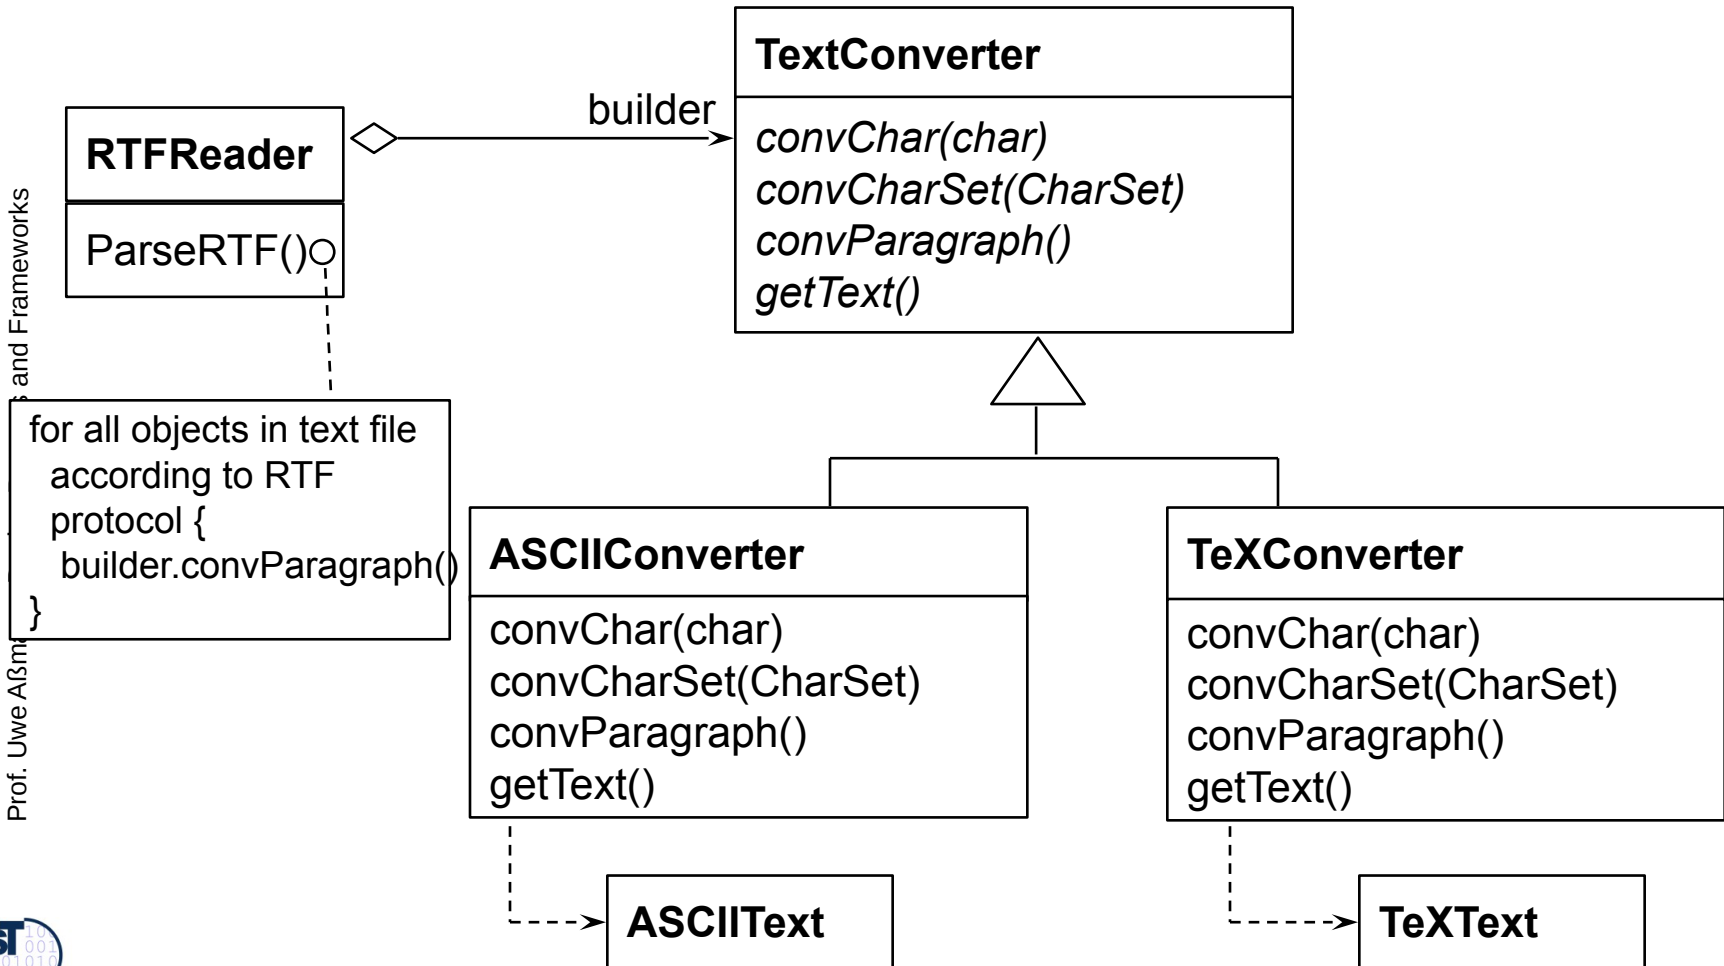 TextConverter
builder
convChar(char)
convCharSet(CharSet)
convParagraph()
getText()
RTFReader
ParseRTF()
for all objects in text file
according to RTF
protocol {
builder.convParagraph()
}
ASCIIConverter
convChar(char)
convCharSet(CharSet)
convParagraph()
getText()
TeXConverter
convChar(char)
convCharSet(CharSet)
convParagraph()
getText()
ASCIIText
TeXText
Prof. Uwe and Frameworks
ST